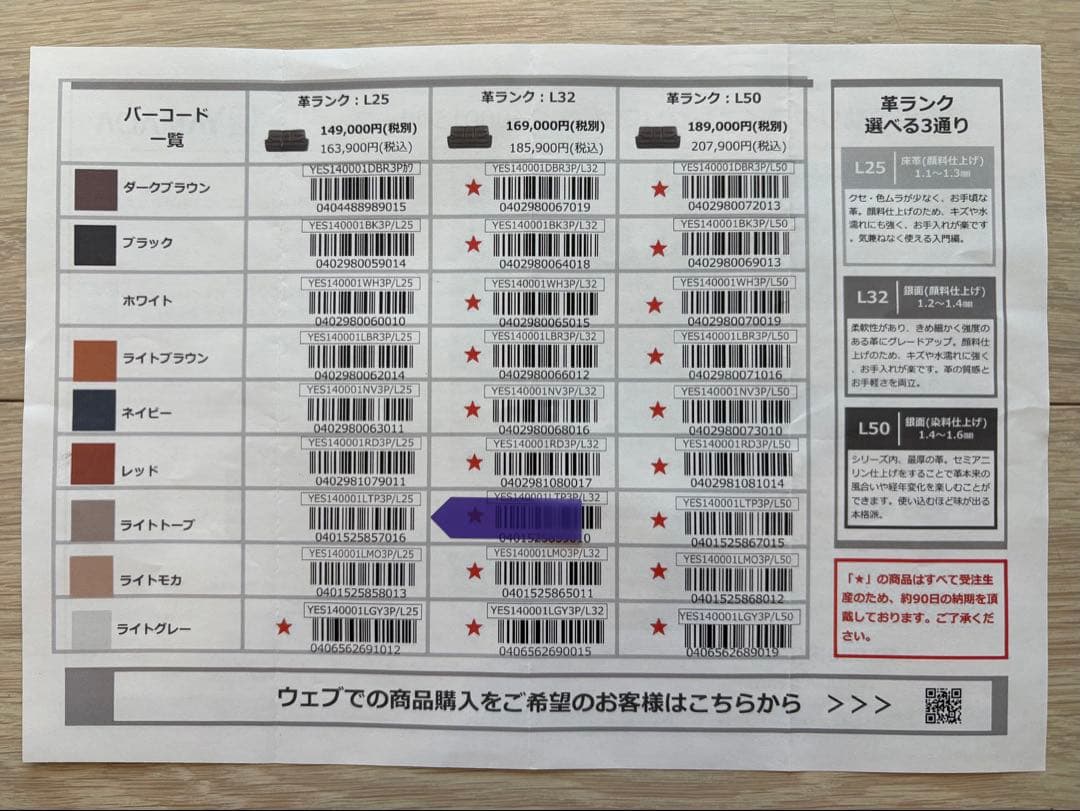 バーコード
一覧
革ランク：L25
149,000円(税別)
163,900円(税込)
革ランク：L32
169,000円(税別)
185,900円(税込)
革ランク：L50
189,000円(税別)
207,900円(税込)
ダークブラウン
YES140001DBR3Pｶﾜ
0404488989015
★
YES140001DBR3P/L32
0402980067019
★
YES140001DBR3P/L50
0402980072013
ブラック
YES140001BK3P/L25
0402980059014
★
YES140001BK3P/L32
0402980064018
★
YES140001BK3P/L50
0402980069013
ホワイト
YES140001WH3P/L25
0402980060010
★
YES140001WH3P/L32
0402980065015
★
YES140001WH3P/L50
0402980070019
ライトブラウン
YES140001LBR3P/L25
0402980062014
★
YES140001LBR3P/L32
0402980066012
★
YES140001LBR3P/L50
0402980071016
ネイビー
YES140001NV3P/L25
0402980063011
★
YES140001NV3P/L32
0402980068016
★
YES140001NV3P/L50
0402980073010
レッド
YES140001RD3P/L25
0402981079011
★
YES140001RD3P/L32
0402981080017
★
YES140001RD3P/L50
0402981081014
ライトトープ
YES140001LTP3P/L25
0401525857016
★
YES140001LTP3P/L32
★
YES140001LTP3P/L50
0401525867015
ライトモカ
YES140001LMO3P/L25
0401525858013
★
YES140001LMO3P/L32
0401525865011
★
YES140001LMO3P/L50
0401525868012
ライトグレー
★
YES140001LGY3P/L25
0406562691012
★
YES140001LGY3P/L32
0406562690015
★
YES140001LGY3P/L50
0406562689019
革ランク
選べる3通り
L25
床革(顔料仕上げ)
1.1～1.3㎜
クセ・色ムラが少なく、お手頃な
革。顔料仕上げのため、キズや水
濡れにも強く、お手入れが楽です
。気兼ねなく使える入門編。
L32
銀面(顔料仕上げ)
1.2～1.4㎜
柔軟性があり、きめ細かく強度の
ある革にグレードアップ。顔料仕
上げのため、キズや水濡れに強く
、お手入れが楽です。革の質感と
お手軽さを両立。
L50
銀面(染料仕上げ)
1.4～1.6㎜
シリーズ内、最厚の革。セミアニ
リン仕上げをすることで革本来の
風合いや経年変化を楽しむことが
できます。使い込むほど味が出る
本格派。
「★」の商品はすべて受注生
産のため、約90日の納期を頂
戴しております。ご了承くだ
さい。
ウェブでの商品購入をご希望のお客様はこちらから ＞＞＞